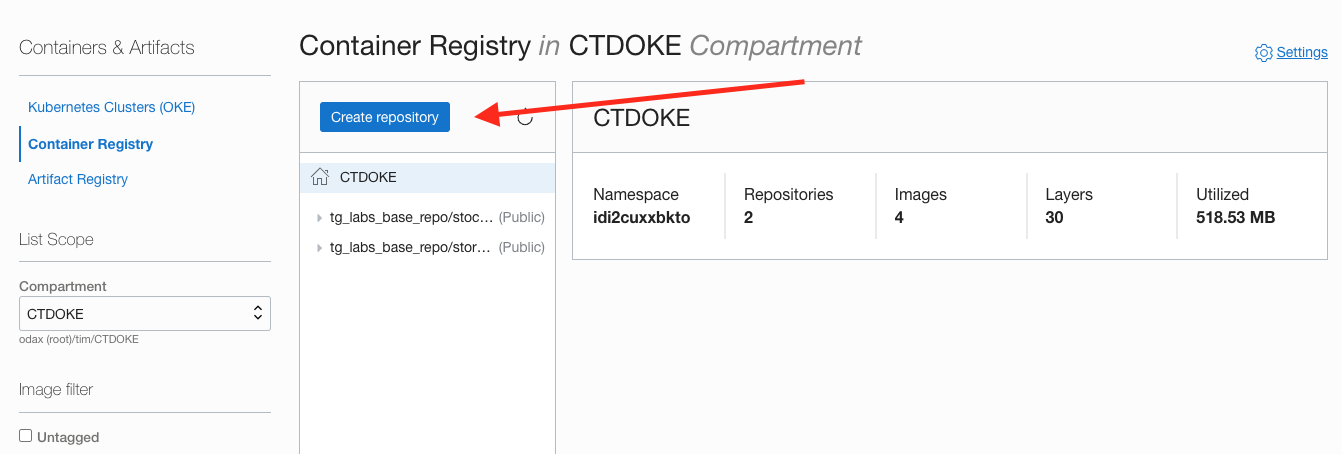 Containers & Artifacts
Kubernetes Clusters (OKE)
Container Registry
Artifact Registry
List Scope
Compartment
CTDOKE
odax (root)/tim/CTDOKE
Image filter
Untagged
Container Registry in CTDOKE Compartment
Settings
Create repository
CTDOKE
tg_labs_base_repo/stoc... (Public)
tg_labs_base_repo/stor... (Public)
CTDOKE
Namespace
idi2cuxxbkto
Repositories
2
Images
4
Layers
30
Utilized
518.53 MB